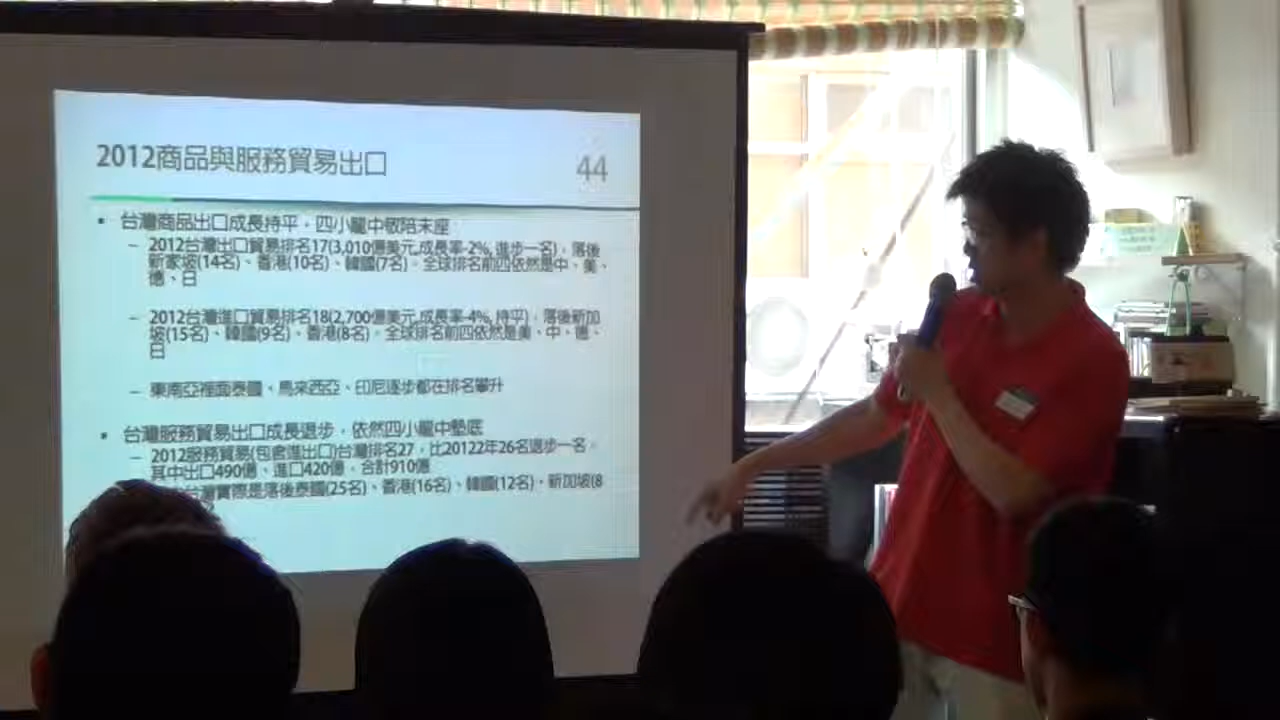 2012商品與服務貿易出口
44
▪ 台灣商品出口成長持平，四小龍中敬陪末座
– 2012台灣出口貿易排名17(3,010億美元,成長率-2%, 進步一名)，落後
新家坡(14名)、香港(10名)、韓國(7名)。全球排名前四依然是中、美、
德、日
– 2012台灣進口貿易排名18(2,700億美元,成長率-4%, 持平)，落後新加
坡(15名)、韓國(9名)、香港(8名)。全球排名前四依然是美、中、德、
日
– 東南亞裡面泰國、馬來西亞、印尼逐步都在排名攀升
▪ 台灣服務貿易出口成長退步，依然四小龍中墊底
– 2012服務貿易(包含進出口)台灣排名27，比20122年26名退步一名，
其中出口490億、進口420億，合計910億
灣實際是落後泰國(25名)、香港(16名)、韓國(12名)、新加坡(8